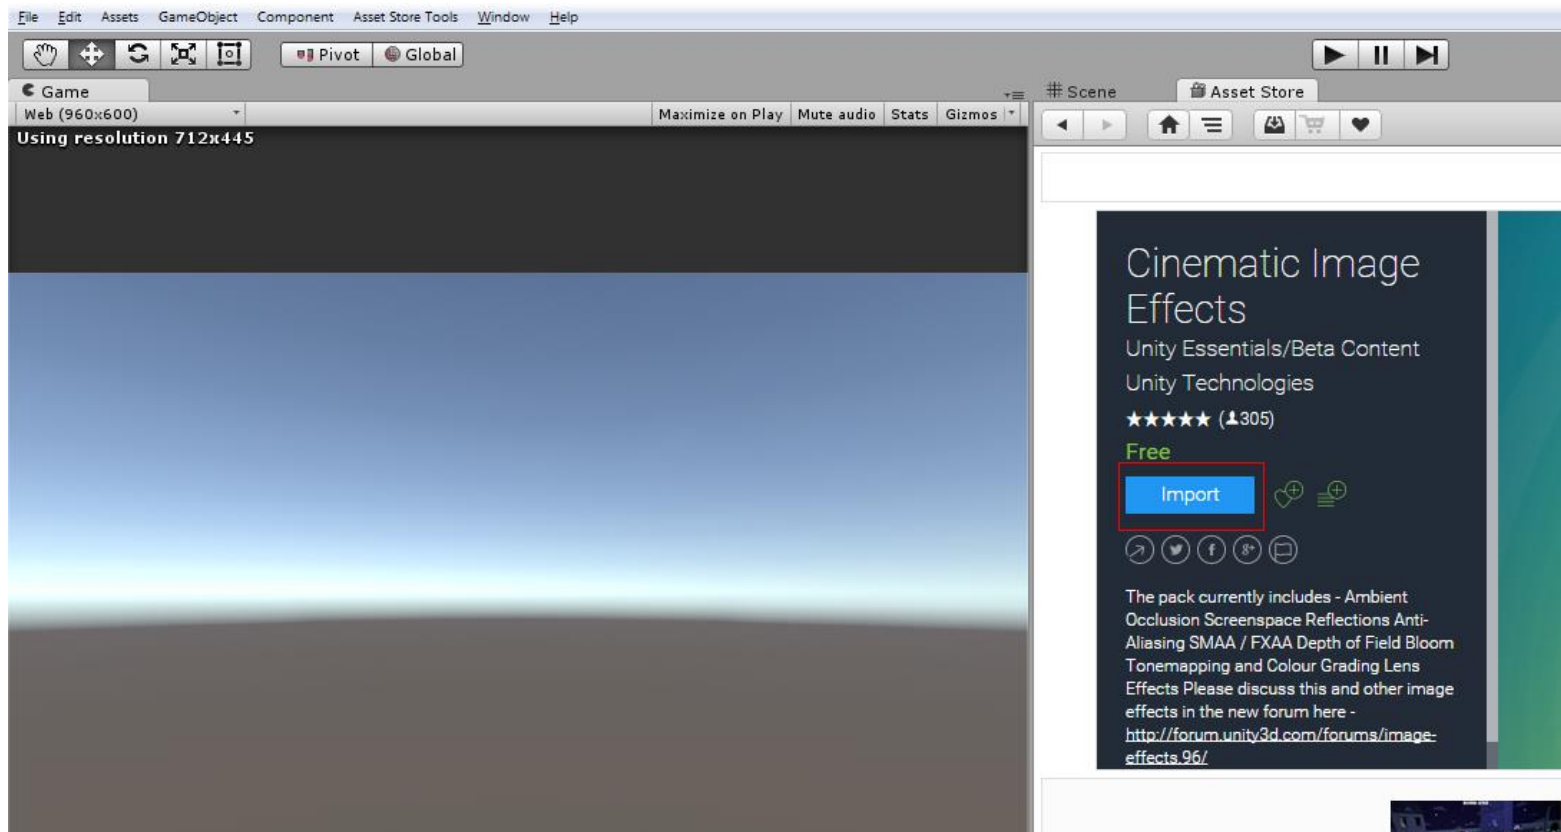 File Edit Assets GameObject Component Asset Store Tools Window Help
Pivot Global
Game
Web (960x600) Maximize on Play Mute audio Stats Gizmos
Using resolution 712x445
Scene Asset Store
Cinematic Image
Effects
Unity Essentials/Beta Content
Unity Technologies
★★★★★ (305)
Free
Import
The pack currently includes - Ambient
Occlusion Screenspace Reflections Anti-
Aliasing SMAA / FXAA Depth of Field Bloom
Tonemapping and Colour Grading Lens
Effects Please discuss this and other image
effects in the new forum here -
http://forum.unity3d.com/forums/image-
effects.96/